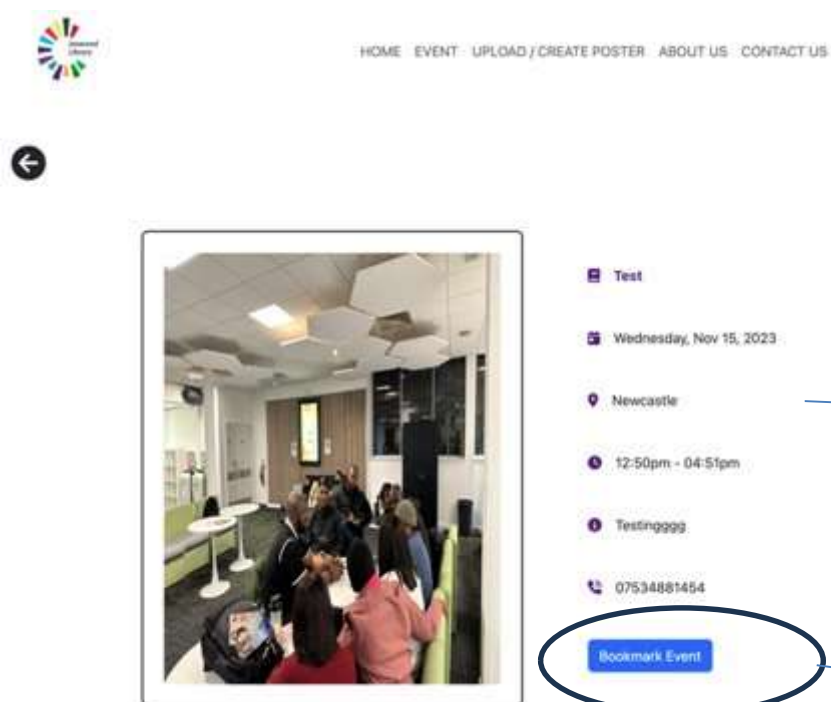 Library
HOME EVENT UPLOAD / CREATE POSTER ABOUT US CONTACT US
Test
Wednesday, Nov 15, 2023
Newcastle
12:50pm - 04:51pm
Testingggg
07534881454
Bookmark Event